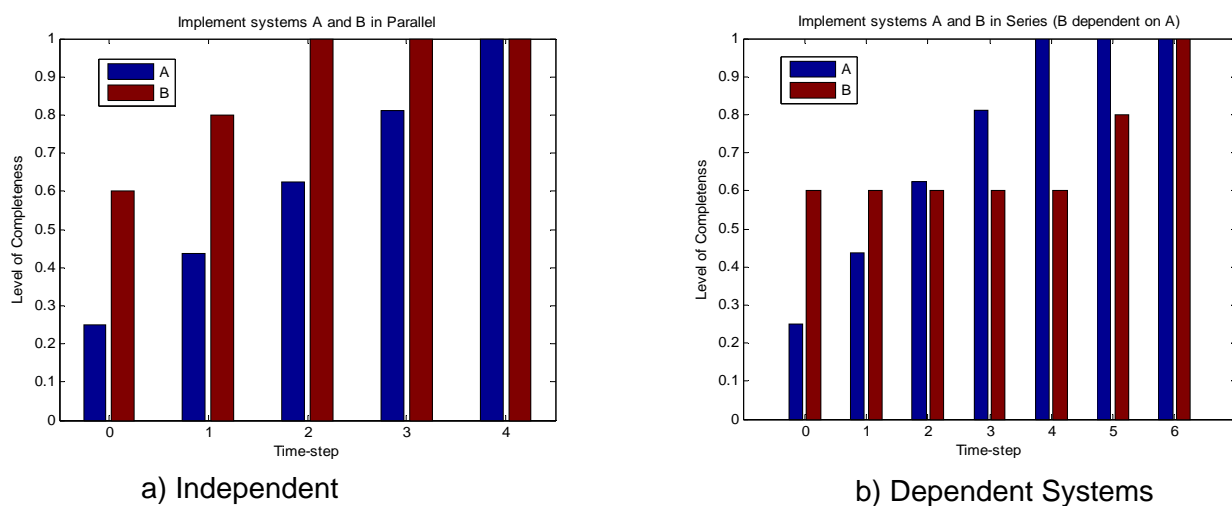 Implement systems A and B in Parallel
Level of Completeness
1
0.9
0.8
0.7
0.6
0.5
0.4
0.3
0.2
0.1
0
A
B
0 1 2 3 4
Time-step
a) Independent
Implement systems A and B in Series (B dependent on A)
Level of Completenss
1
0.9
0.8
0.7
0.6
0.5
0.4
0.3
0.2
0.1
0
A
B
0 1 2 3 4 5 6
Time-step
b) Dependent Systems